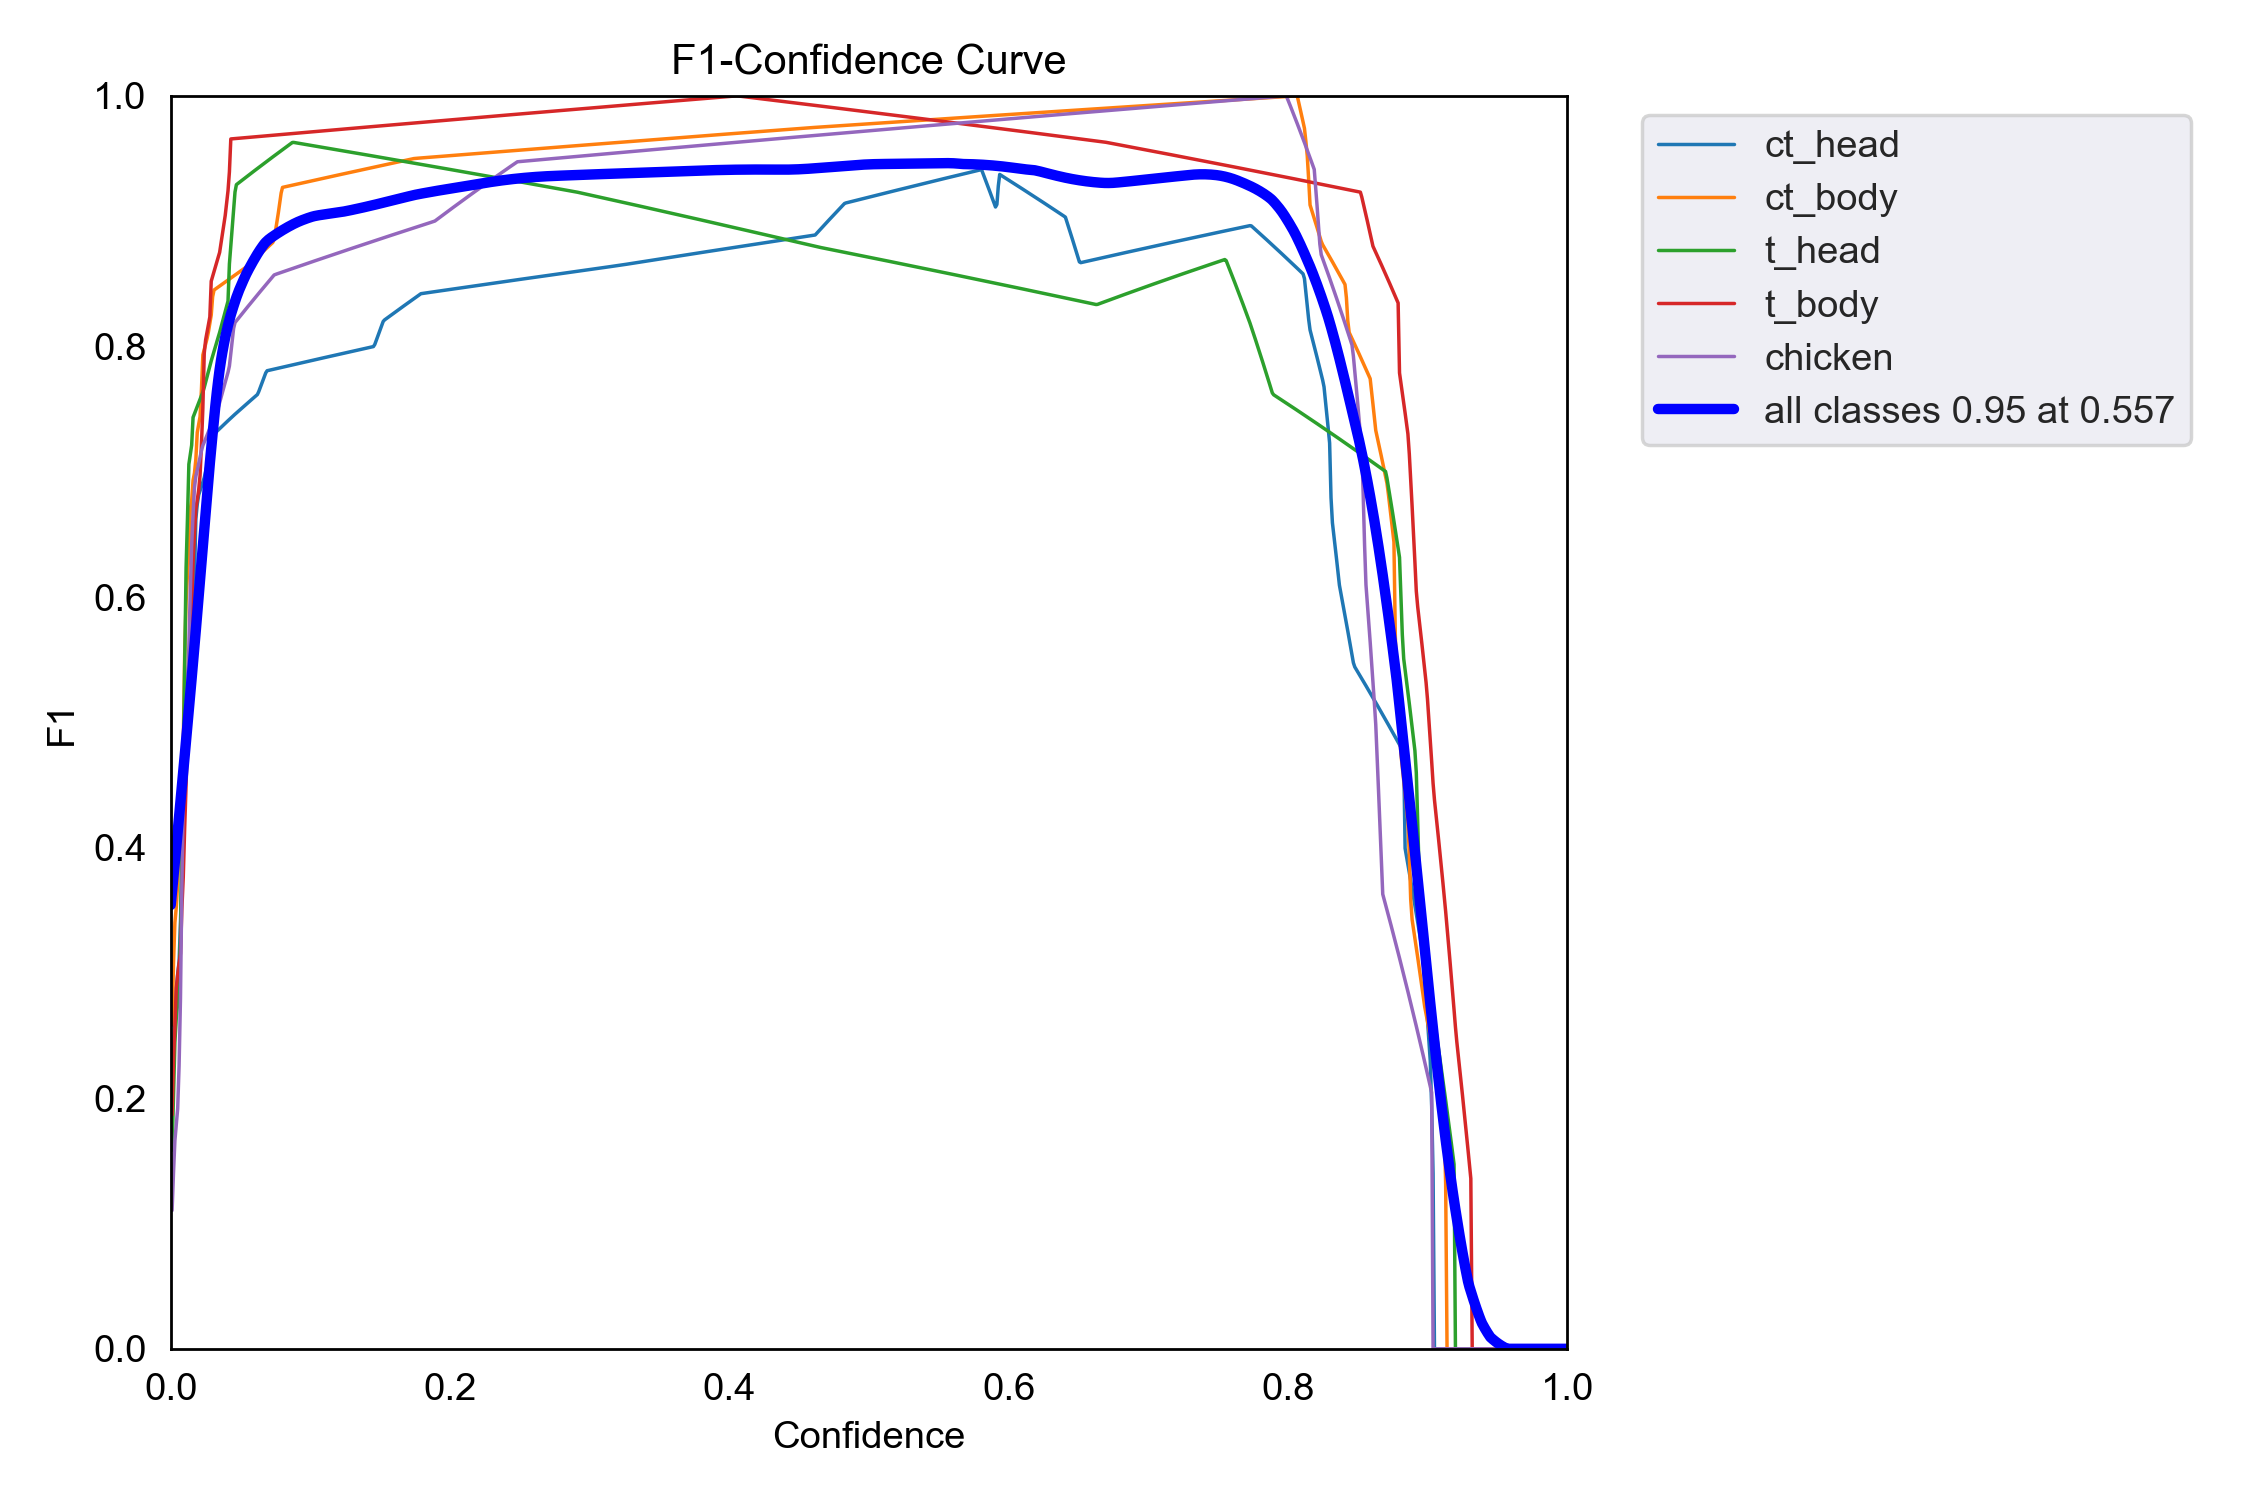 F1-Confidence Curve
1.0
0.8
0.6
0.4
0.2
0.0
F1
0.0 0.2 0.4 0.6 0.8 1.0
Confidence
ct_head
ct_body
t_head
t_body
chicken
all classes 0.95 at 0.557